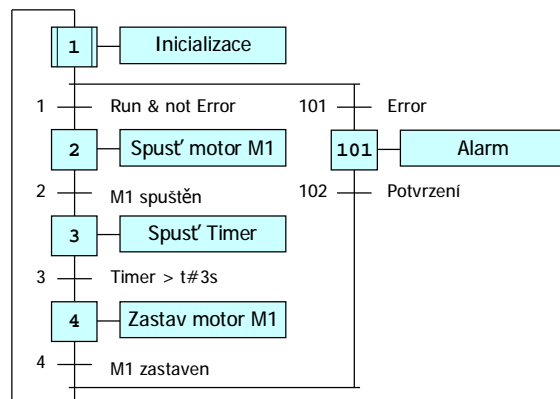 1 Inicializace
1 Run & not Error 101 Error
2 Spusť motor M1 101 Alarm
2 M1 spuštěn 102 Potvrzení
3 Spusť Timer
3 Timer > t#3s
4 Zastav motor M1
4 M1 zastaven